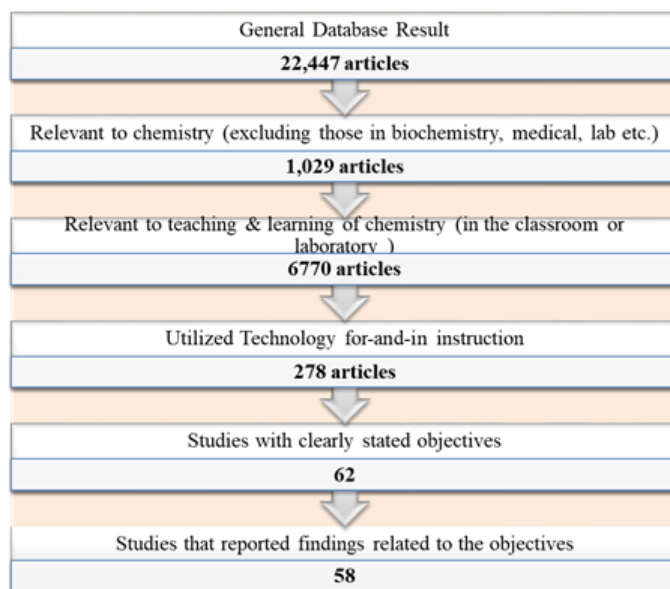 General Database Result
22,447 articles
Relevant to chemistry (excluding those in biochemistry, medical, lab etc.)
1,029 articles
Relevant to teaching & learning of chemistry (in the classroom or
laboratory )
6770 articles
Utilized Technology for-and-in instruction
278 articles
Studies with clearly stated objectives
62
Studies that reported findings related to the objectives
58